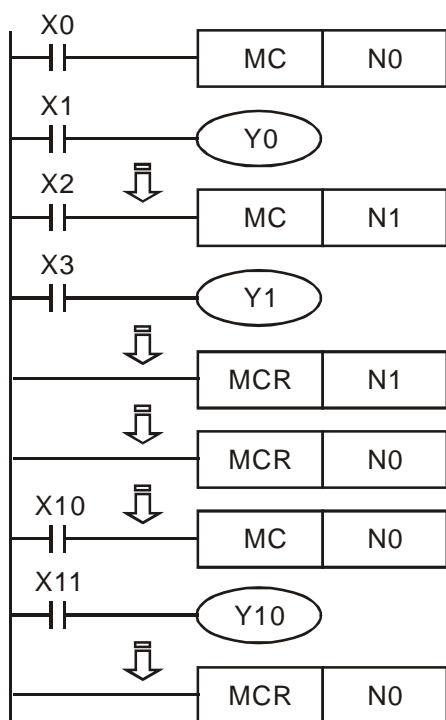 X0
MC N0
X1
Y0
X2
MC N1
X3
Y1
MCR N1
MCR N0
X10
MC N0
X11
Y10
MCR N0